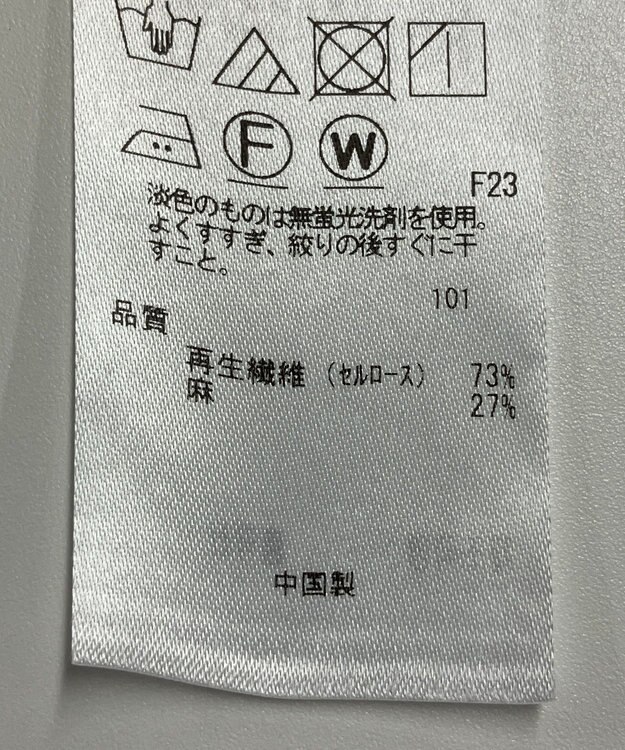 F
W
F23
淡色のものは無蛍光洗剤を使用。
よくすすぎ、絞りの後すぐに干
すこと。
101
品質
再生繊維（セルロース） 73%
麻 27%
中国製